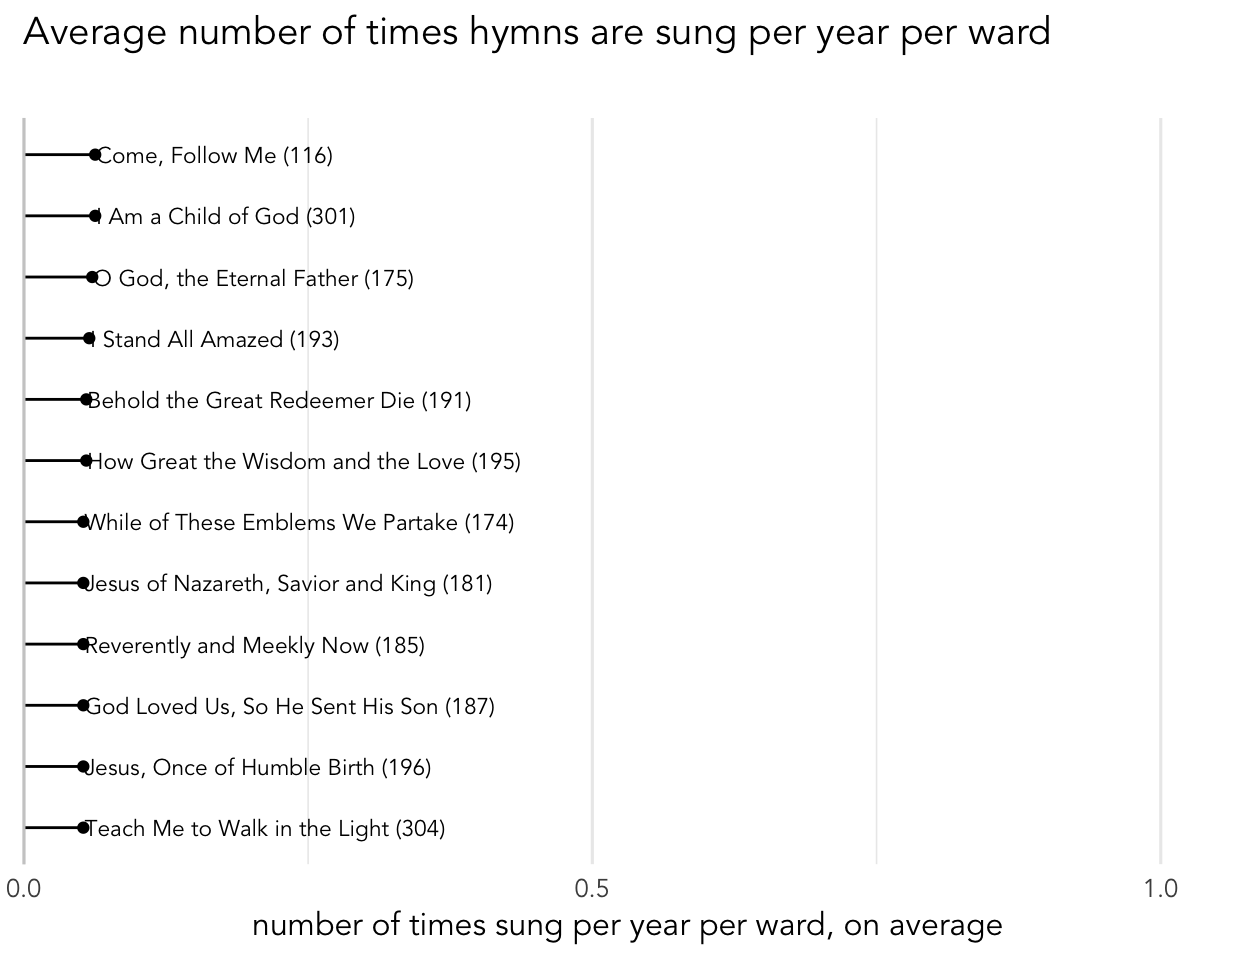 Average number of times hymns are sung per year per ward
Come, Follow Me (116)
I Am a Child of God (301)
O God, the Eternal Father (175)
I Stand All Amazed (193)
Behold the Great Redeemer Die (191)
How Great the Wisdom and the Love (195)
While of These Emblems We Partake (174)
Jesus of Nazareth, Savior and King (181)
Reverently and Meekly Now (185)
God Loved Us, So He Sent His Son (187)
Jesus, Once of Humble Birth (196)
Teach Me to Walk in the Light (304)
0.0 0.5 1.0
number of times sung per year per ward, on average